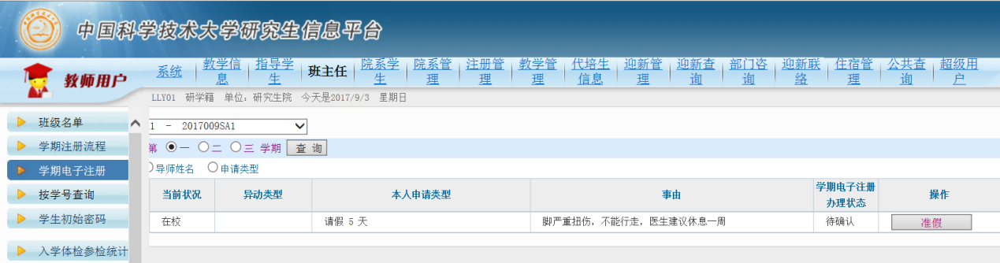 中国科学技术大学研究生信息平台
教师用户
系统 教学信息 指导学生 班主任 院系学生 院系管理 注册管理 教学管理 代培生信息 迎新管理 迎新查询 部门咨询 迎新联络 住宿管理 公共查询 超级用户
LLY01 研学籍 单位：研究生院 今天是2017/9/3 星期日
班级名单
学期注册流程
学期电子注册
按学号查询
学生初始密码
入学体检参检统计
1 - 2017009SA1
第 一 二 三 学期 查 询
导师姓名 申请类型
当前状况 异动类型 本人申请类型 事由 学期电子注册办理状态 操作
在校 请假 5 天 脚严重扭伤，不能行走，医生建议休息一周 待确认 准假